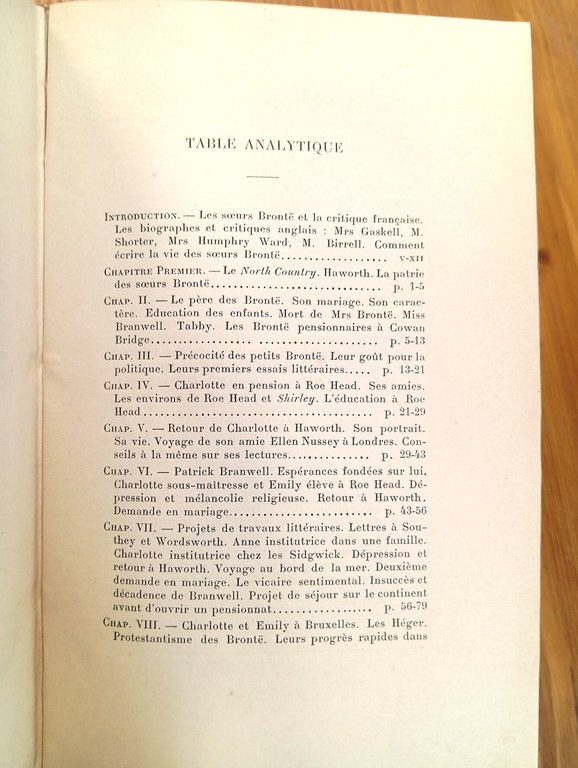 TABLE ANALYTIQUE
INTRODUCTION. — Les sœurs Brontë et la critique française.
Les biographes et critiques anglais : Mrs Gaskell, M.
Shorter, Mrs Humphry Ward, M. Birrell. Comment
écrire la vie des sœurs Brontë.................. V-XII
CHAPITRE PREMIER. — Le North Country. Haworth. La patrie
des sœurs Brontë............................. p. 1-5
CHAP. II. — Le père des Brontë. Son mariage. Son carac-
tère. Education des enfants. Mort de Mrs Brontë. Miss
Branwell. Tabby. Les Brontë pensionnaires à Cowan
Bridge................. .................... p. 5-13
CHAP. III. — Précocité des petits Brontë. Leur goût pour la
politique. Leurs premiers essais littéraires..... p. 13-21
CHAP. IV. — Charlotte en pension à Roe Head. Ses amies.
Les environs de Roe Head et Shirley. L'éducation à Roe
Head ...................................... p. 21-29
CHAP. V. — Retour de Charlotte à Haworth. Son portrait.
Sa vie. Voyage de son amie Ellen Nussey à Londres. Con-
seils à la même sur ses lectures.............. p. 29-43
CHAP. VI. — Patrick Branwell. Espérances fondées sur lui.
Charlotte sous-maîtresse et Emily élève à Roe Head. Dé-
pression et mélancolie religieuse. Retour à Haworth.
Demande en mariage........................ p. 43-56
CHAP. VII. — Projets de travaux littéraires. Lettres à Sou-
they et Wordsworth. Anne institutrice dans une famille.
Charlotte institutrice chez les Sidgwick. Dépression et
retour à Haworth. Voyage au bord de la mer. Deuxième
demande en mariage. Le vicaire sentimental. Insuccès et
décadence de Branwell. Projet de séjour sur le continent
avant d'ouvrir un pensionnat................. p. 56-79
CHAP. VIII. — Charlotte et Emily à Bruxelles. Les Héger.
Protestantisme des Brontë. Leurs progrès rapides dans